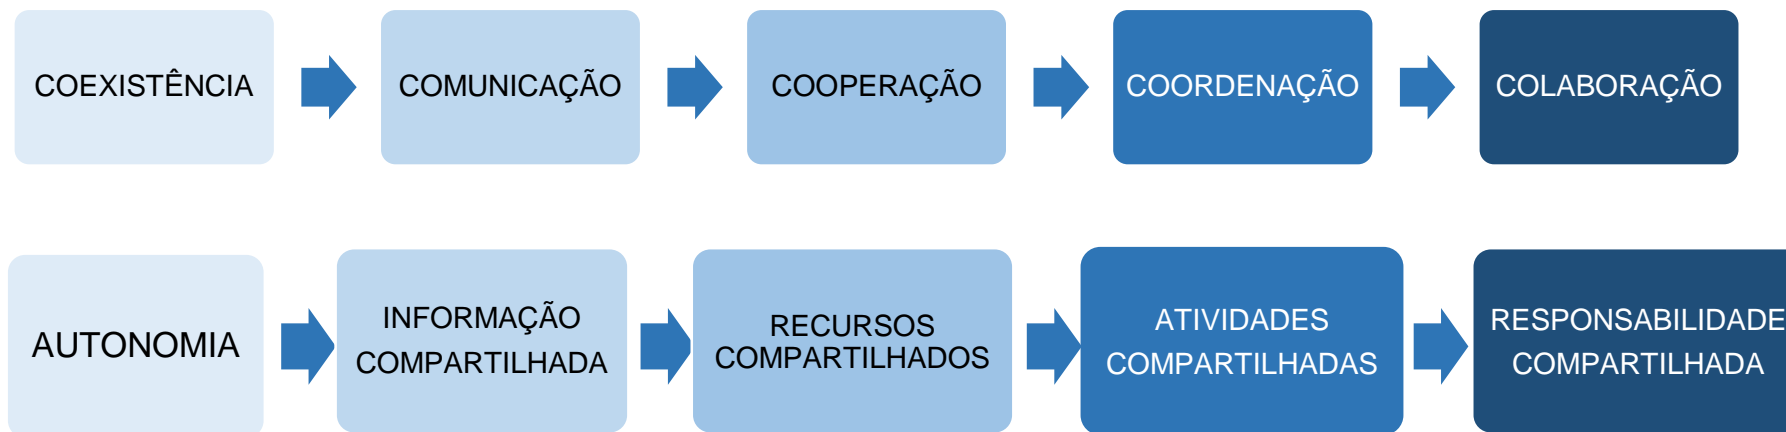 COEXISTÊNCIA
COMUNICAÇÃO
COOPERAÇÃO
COORDENAÇÃO
COLABORAÇÃO
AUTONOMIA
INFORMAÇÃO
COMPARTILHADA
RECURSOS
COMPARTILHADOS
ATIVIDADES
COMPARTILHADAS
RESPONSABILIDADE
COMPARTILHADA